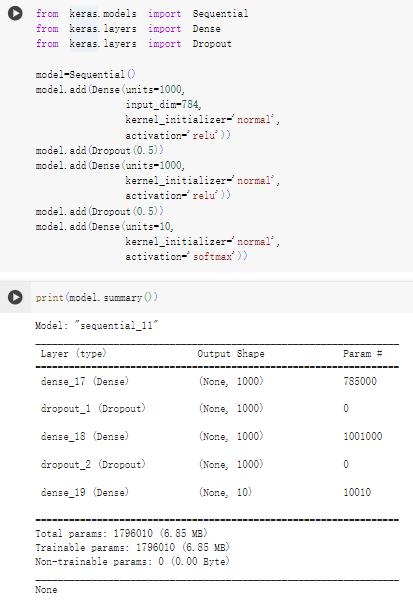 from keras.models import Sequential
from keras.layers import Dense
from keras.layers import Dropout
model=Sequential()
model.add(Dense(units=1000,
input_dim=784,
kernel_initializer='normal',
activation='relu'))
model.add(Dropout(0.5))
model.add(Dense(units=1000,
kernel_initializer='normal',
activation='relu'))
model.add(Dropout(0.5))
model.add(Dense(units=10,
kernel_initializer='normal',
activation='softmax'))
print(model.summary())
Model: "sequential_11"
Layer (type) Output Shape Param #
dense_17 (Dense) (None, 1000) 785000
dropout_1 (Dropout) (None, 1000) 0
dense_18 (Dense) (None, 1000) 1001000
dropout_2 (Dropout) (None, 1000) 0
dense_19 (Dense) (None, 10) 10010
Total params: 1796010 (6.85 MB)
Trainable params: 1796010 (6.85 MB)
Non-trainable params: 0 (0.00 Byte)
None